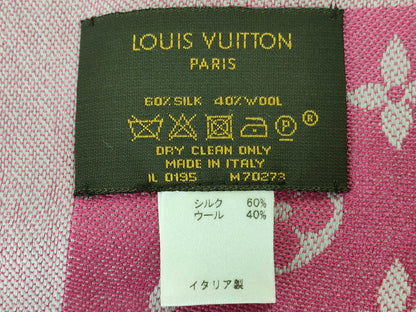 LOUIS VUITTON
PARIS
60% SILK 40% WOOL
P ®
DRY CLEAN ONLY
MADE IN ITALY
IL 0195 M70273
シルク 60%
ウール 40%
イタリア製